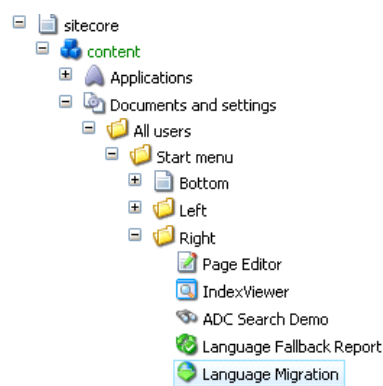 sitecore
content
Applications
Documents and settings
All users
Start menu
Bottom
Left
Right
Page Editor
IndexViewer
ADC Search Demo
Language Fallback Report
Language Migration